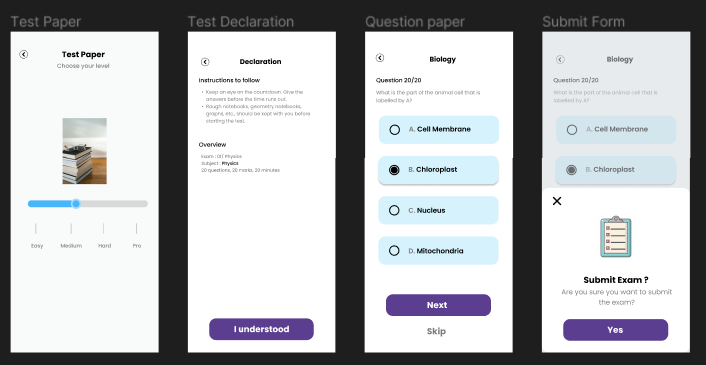 Test Paper
Test Paper
Choose your level
Easy
Medium
Hard
Pro
Test Declaration
Declaration
Instructions to follow
• Keep an eye on the countdown. Give the
answers before the time runs out.
• Rough notebooks, geometry notebooks,
graphs, etc., should be kept with you before
starting the test.
Overview
Exam : 01/ Physics
Subject : Physics
20 questions, 20 marks, 20 minutes
I understood
Question paper
Biology
Question 20/20
What is the part of the animal cell that is
labelled by A?
A. Cell Membrane
B. Chloroplast
C. Nucleus
D. Mitochondria
Next
Skip
Submit Form
Biology
Question 20/20
What is the part of the animal cell that is
labelled by A?
A. Cell Membrane
B. Chloroplast
Submit Exam ?
Are you sure you want to submit
the exam?
Yes